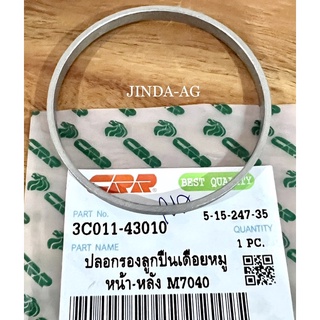 JINDA-AG
CRR
BEST QUALITY
PART No.
5-15-247-35
3C011-43010
QUANTITY
PART NAME
1 PC.
ปลอกรองลูกปืนเดือยหมู
หน้า-หลัง M7040